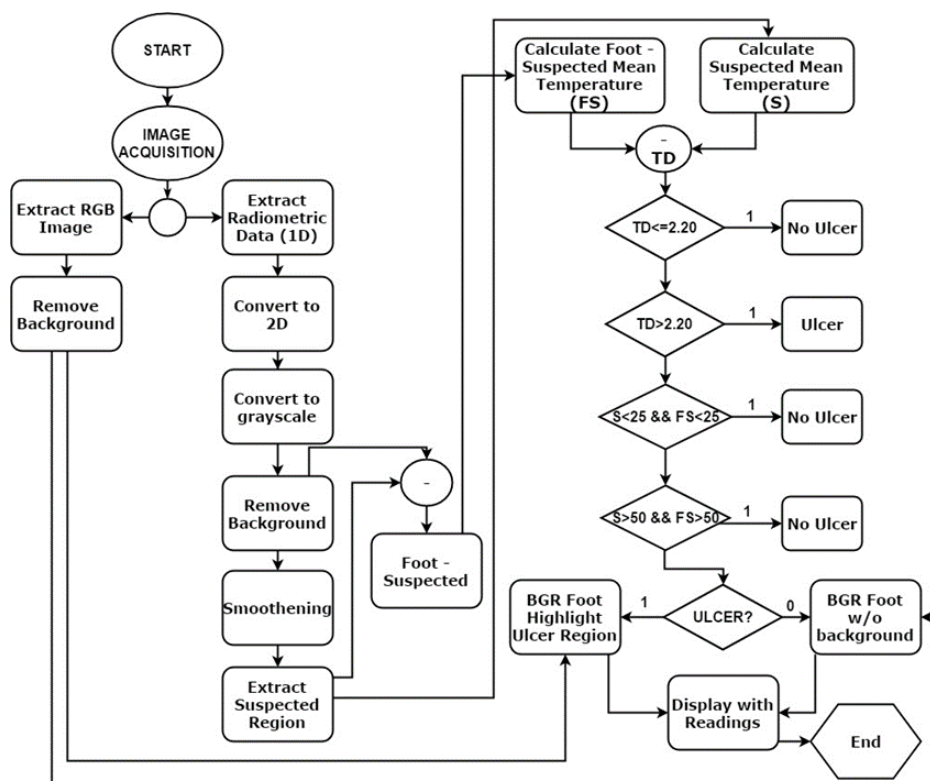 START
IMAGE
ACQUISITION
Extract RGB
Image
Remove
Background
Extract
Radiometric
Data (1D)
Convert to
2D
Convert to
grayscale
Remove
Background
Smoothening
Extract
Suspected
Region
-
Foot -
Suspected
Calculate Foot -
Suspected Mean
Temperature
(FS)
Calculate
Suspected Mean
Temperature
(S)
-
TD
TD<=2.20
1
No Ulcer
TD>2.20
1
Ulcer
S<25 && FS<25
1
No Ulcer
S>50 && FS>50
1
No Ulcer
ULCER?
1
0
BGR Foot
Highlight
Ulcer Region
BGR Foot
w/o
background
Display with
Readings
End